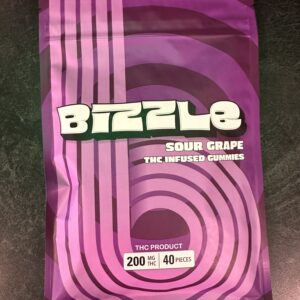 BIZZLE
SOUR GRAPE
THC INFUSED GUMMIES
THC PRODUCT
200 MG THC 40 PIECES